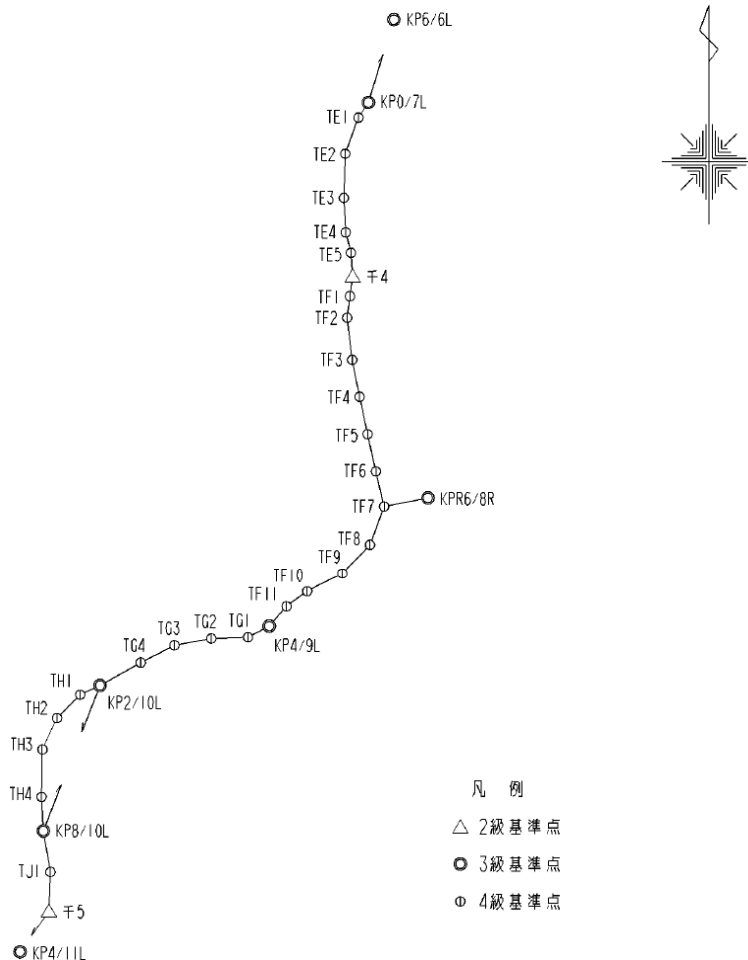 KP6/6L
KP0/7L
TE1
TE2
TE3
TE4
TE5
千4
TF1
TF2
TF3
TF4
TF5
TF6
KPR6/8R
TF7
TF8
TF9
TF10
TF11
TG1
TG2
TG3
KP4/9L
TG4
TH1
KP2/10L
TH2
TH3
TH4
KP8/10L
TJ1
千5
KP4/11L
凡 例
2級基準点
3級基準点
4級基準点